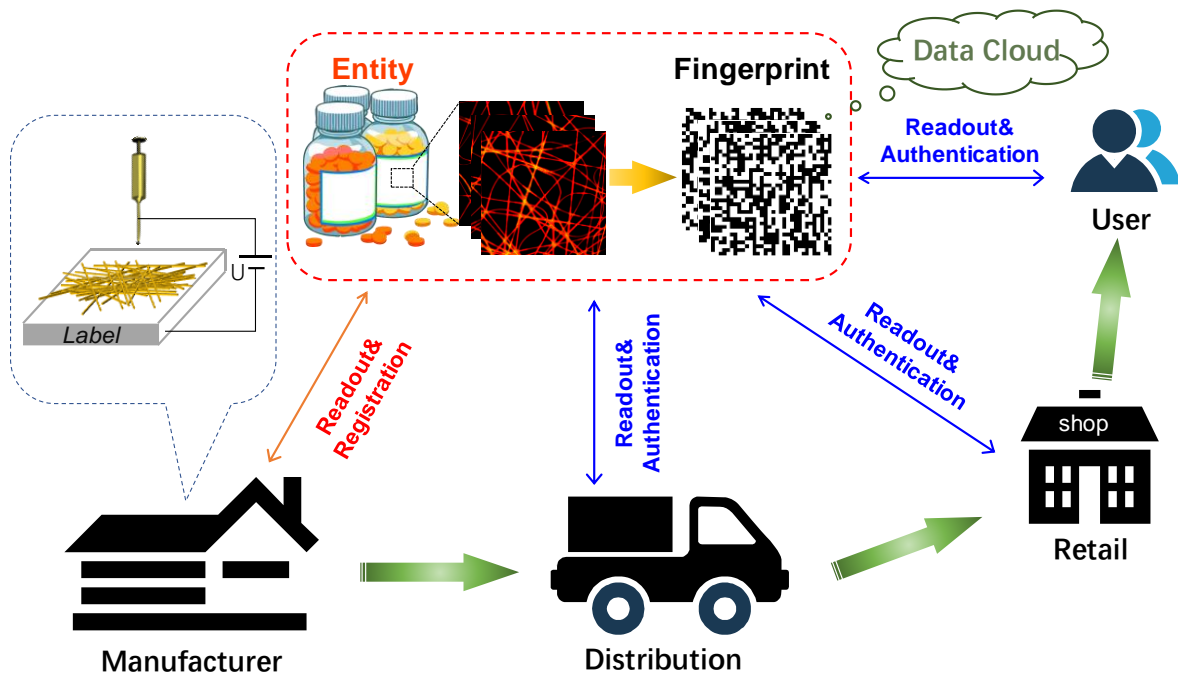 Data Cloud
Entity
Fingerprint
Readout&
Authentication
User
U
Label
Readout&
Registration
Readout&
Authentication
Readout&
Authentication
shop
Retail
Manufacturer
Distribution